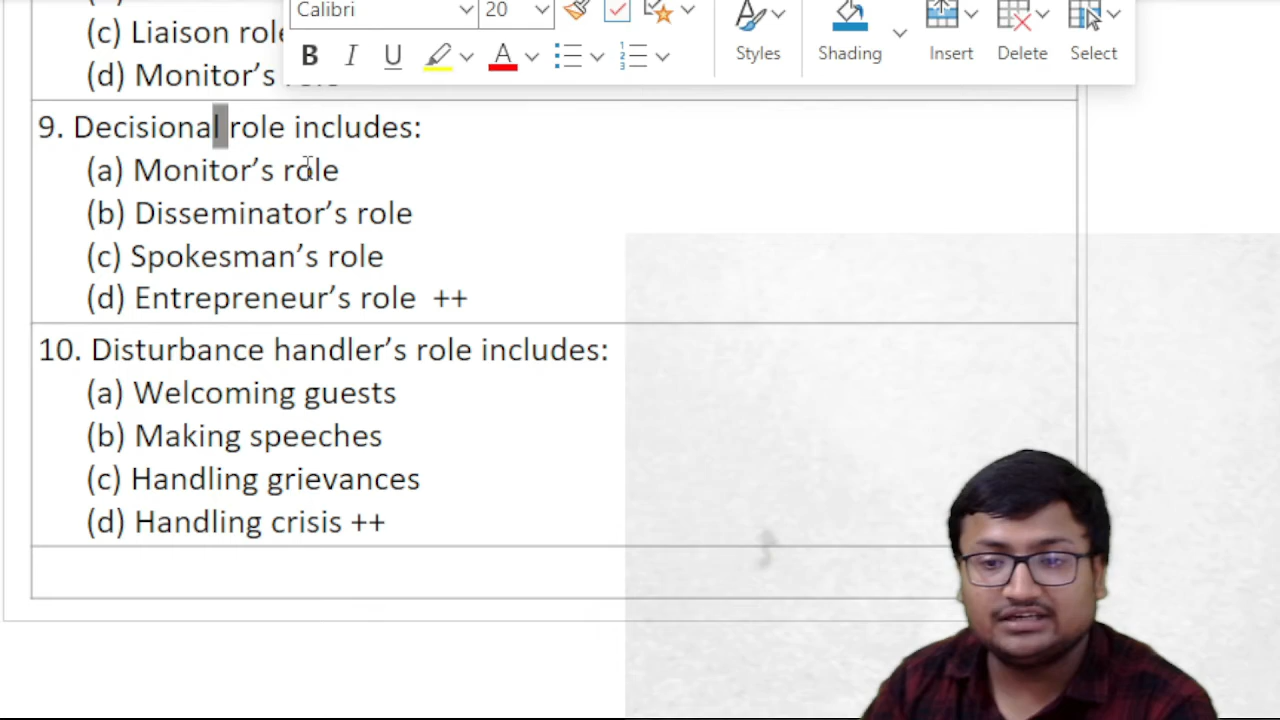 Calibri
20
(c) Liaison role
B I U
Styles
Shading
Insert
Delete
Select
(d) Monitor's role
9. Decisional role includes:
(a) Monitor's role
(b) Disseminator's role
(c) Spokesman's role
(d) Entrepreneur's role ++
10. Disturbance handler's role includes:
(a) Welcoming guests
(b) Making speeches
(c) Handling grievances
(d) Handling crisis ++